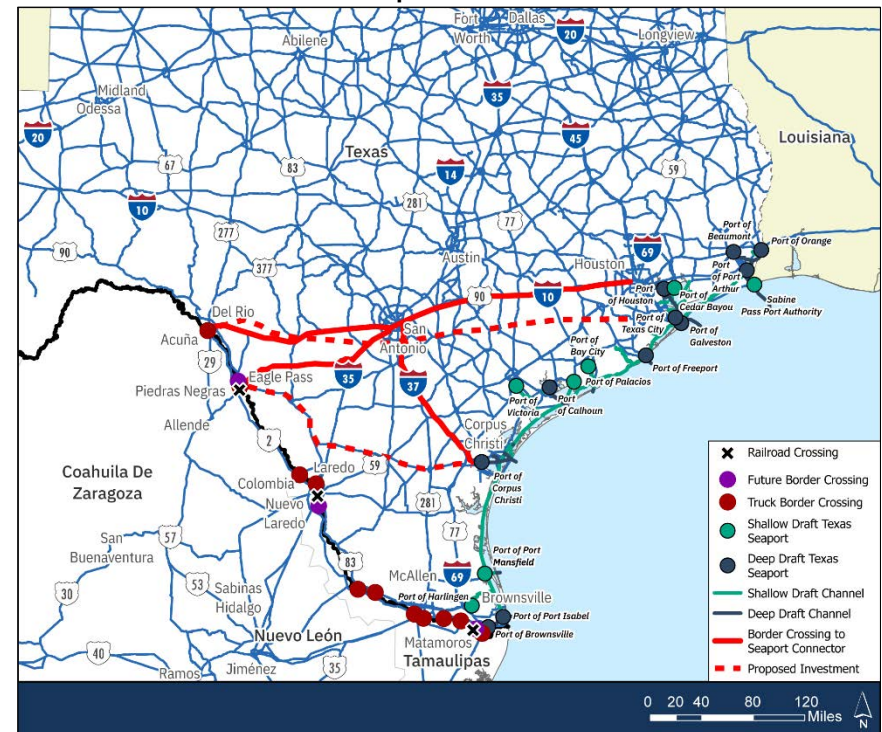 Fort
Worth
Dallas
20
Longview
Abilene
Midland
Odessa
35
20
45
Louisiana
67
83
Texas
59
14
10
281
277
77
Port of
Beaumont
Port of Orange
90
Austin
69
Houston
377
Port
of Port
Arthur
90
10
Port
of Houston
Port of
Cedar Bayou
Sabine
Pass Port Authority
Del Rio
Acuña
San
Antonio
Port of
Texas City
Port of
Galveston
Port of
Bay City
29
Eagle Pass
35
37
Port of Freeport
Piedras Negras
Port of Palacios
Port of
Victoria
Port
of Calhoun
Allende
2
Corpus
Christi
Laredo
59
Colombia
Coahuila De
Zaragoza
Port of
Corpus
Christi
Nuevo
Laredo
281
77
San
Buenaventura
57
83
Port of Port
Mansfield
McAllen
69
30
53
Sabinas
Hidalgo
Port of Harlingen
Brownsville
Port of Port Isabel
Nuevo León
Port of Brownsville
Matamoros
40
Tamaulipas
Ramos
Jiménez
35
Railroad Crossing
Future Border Crossing
Truck Border Crossing
Shallow Draft Texas
Seaport
Deep Draft Texas
Seaport
Shallow Draft Channel
Deep Draft Channel
Border Crossing to
Seaport Connector
Proposed Investment
0 20 40 80 120
Miles
N